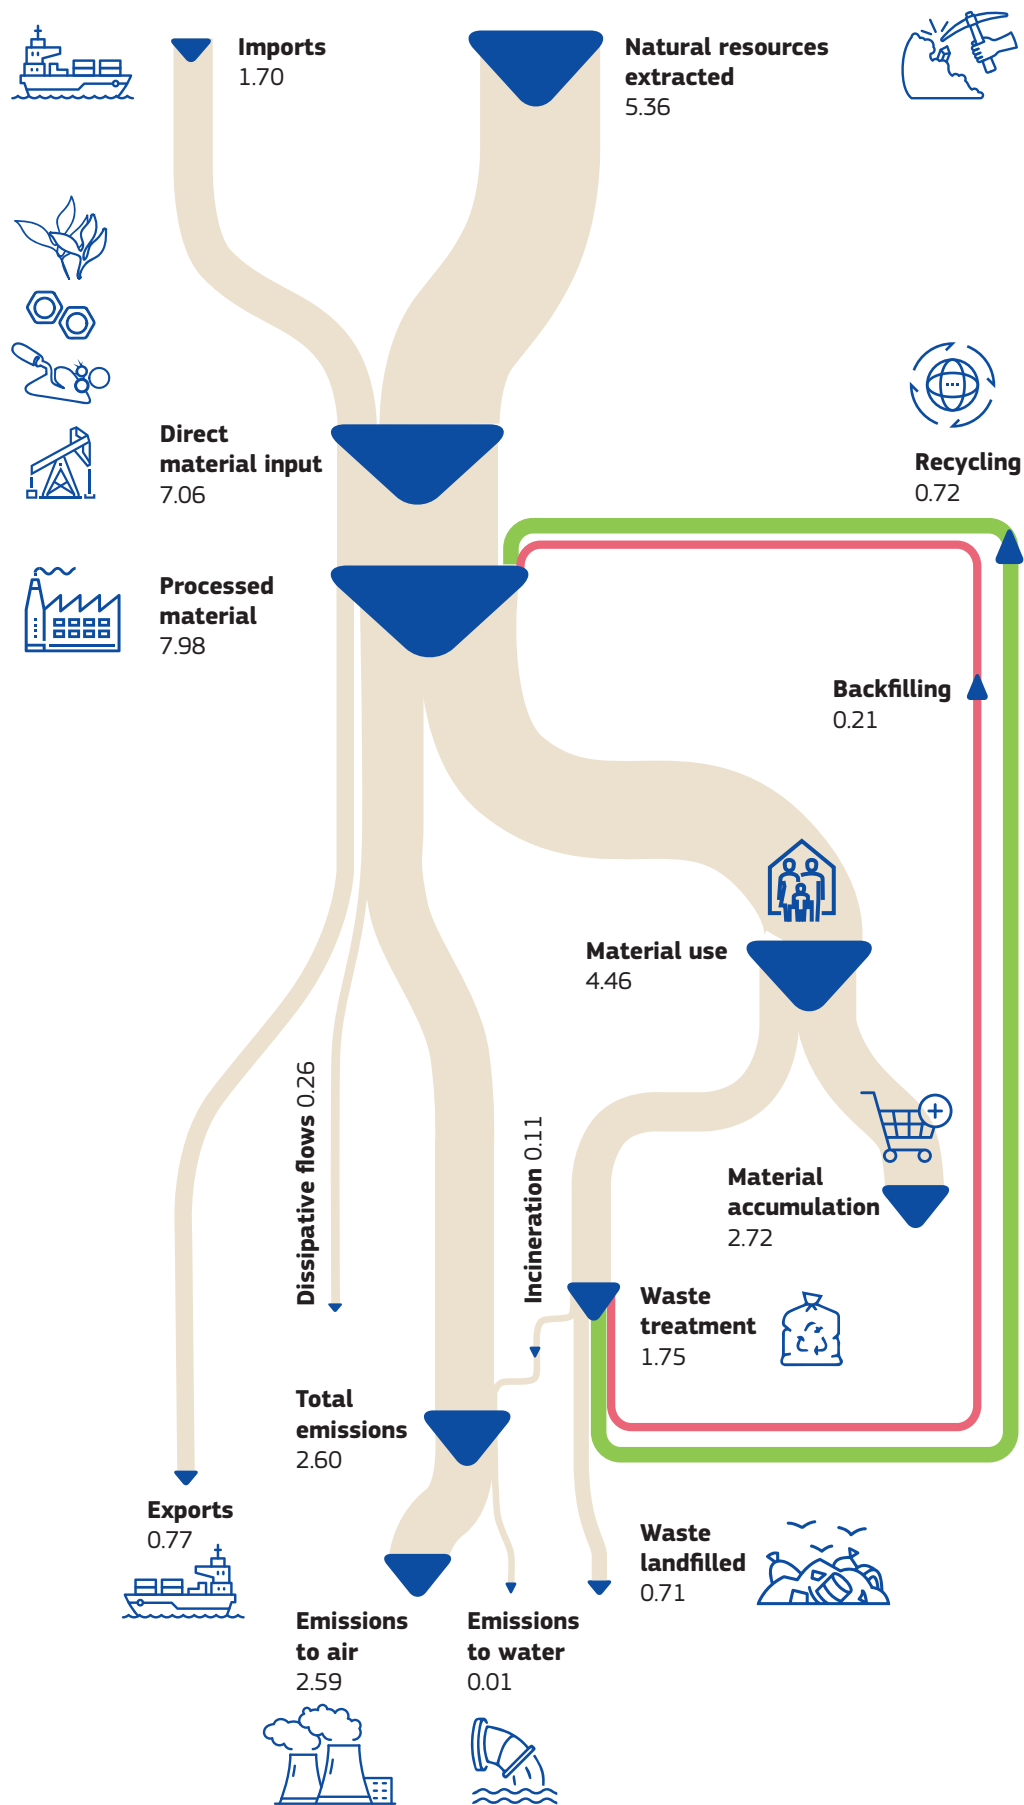 Imports
1.70
Natural resources
extracted
5.36
Direct
material input
7.06
Recycling
0.72
Processed
material
7.98
Backfilling
0.21
Material use
4.46
Dissipative flows 0.26
Incineration 0.11
Material
accumulation
2.72
Waste
treatment
1.75
Total
emissions
2.60
Exports
0.77
Waste
landfilled
0.71
Emissions
to air
2.59
Emissions
to water
0.01